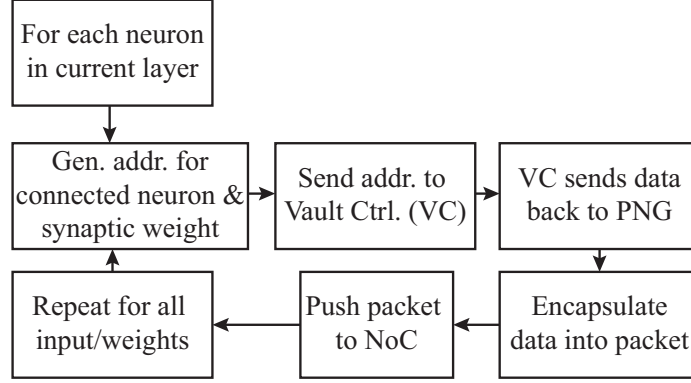 For each neuron
in current layer
Gen. addr. for
connected neuron &
synaptic weight
Send addr. to
Vault Ctrl. (VC)
VC sends data
back to PNG
Encapsulate
data into packet
Push packet
to NoC
Repeat for all
input/weights